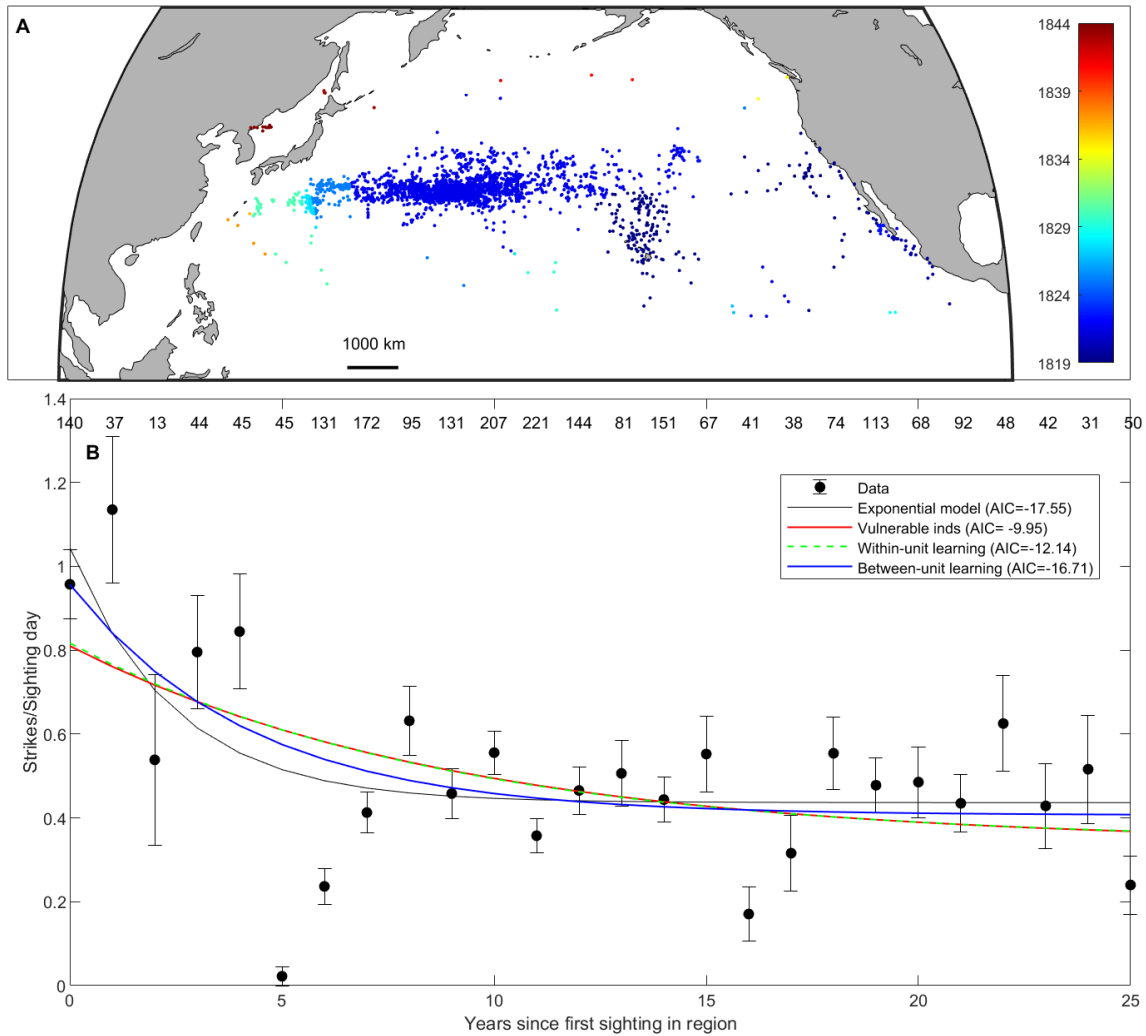 A
1844
1839
1834
1829
1824
1819
1000 km
1.4
1.2
1
0.8
0.6
0.4
0.2
0
140 37 13 44 45 45 131 172 95 131 207 221 144 81 151 67 41 38 74 113 68 92 48 42 31 50
B
Data
Exponential model (AIC=-17.55)
Vulnerable inds (AIC= -9.95)
Within-unit learning (AIC=-12.14)
Between-unit learning (AIC=-16.71)
Strikes/Sighting day
0 5 10 15 20 25
Years since first sighting in region